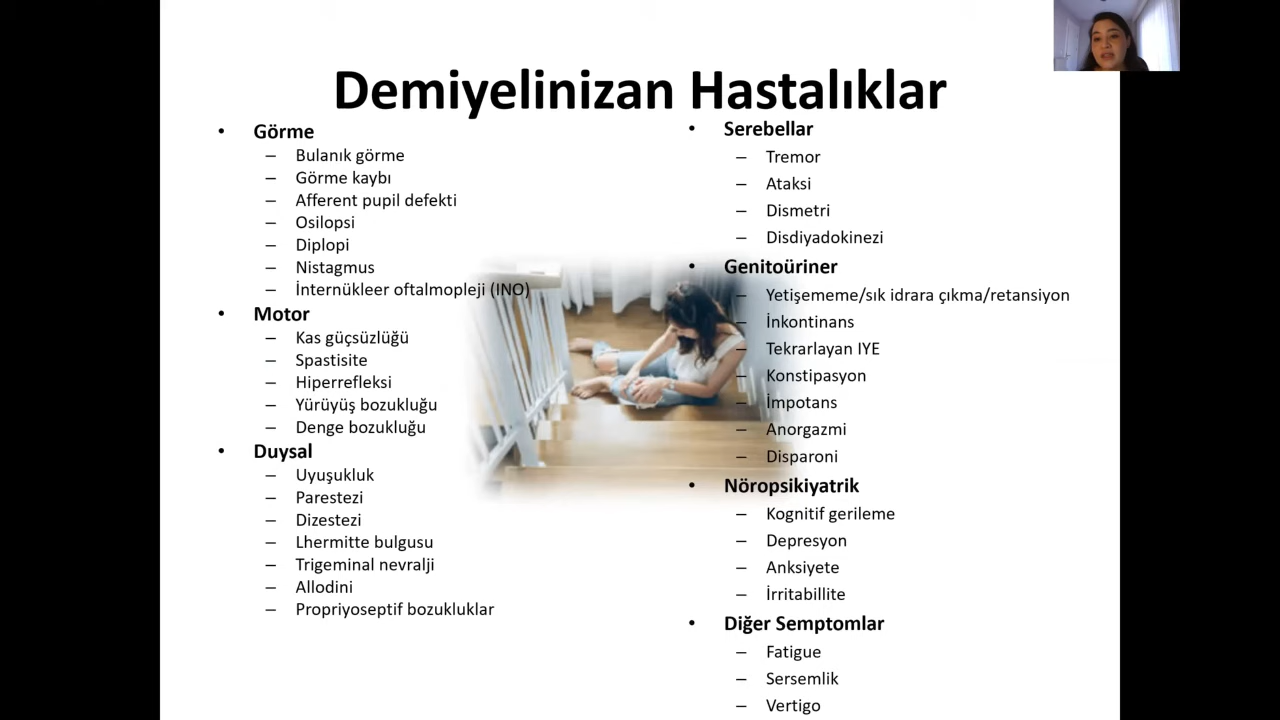 Demiyelinizan Hastalıklar
• Görme
– Bulanık görme
– Görme kaybı
– Afferent pupil defekti
– Osilopsi
– Diplopi
– Nistagmus
– İnternükleer oftalmopleji (INO)
• Motor
– Kas güçsüzlüğü
– Spastisite
– Hiperrefleksi
– Yürüyüş bozukluğu
– Denge bozukluğu
• Duysal
– Uyuşukluk
– Parestezi
– Dizestezi
– Lhermitte bulgusu
– Trigeminal nevralji
– Allodini
– Propriyoseptif bozukluklar
• Serebellar
– Tremor
– Ataksi
– Dismetri
– Disdiyadokinezi
• Genitoüriner
– Yetişememe/sık idrara çıkma/retansiyon
– İnkontinans
– Tekrarlayan IYE
– Konstipasyon
– İmpotans
– Anorgazmi
– Disparoni
• Nöropsikiyatrik
– Kognitif gerileme
– Depresyon
– Anksiyete
– İrritabillite
• Diğer Semptomlar
– Fatigue
– Sersemlik
– Vertigo